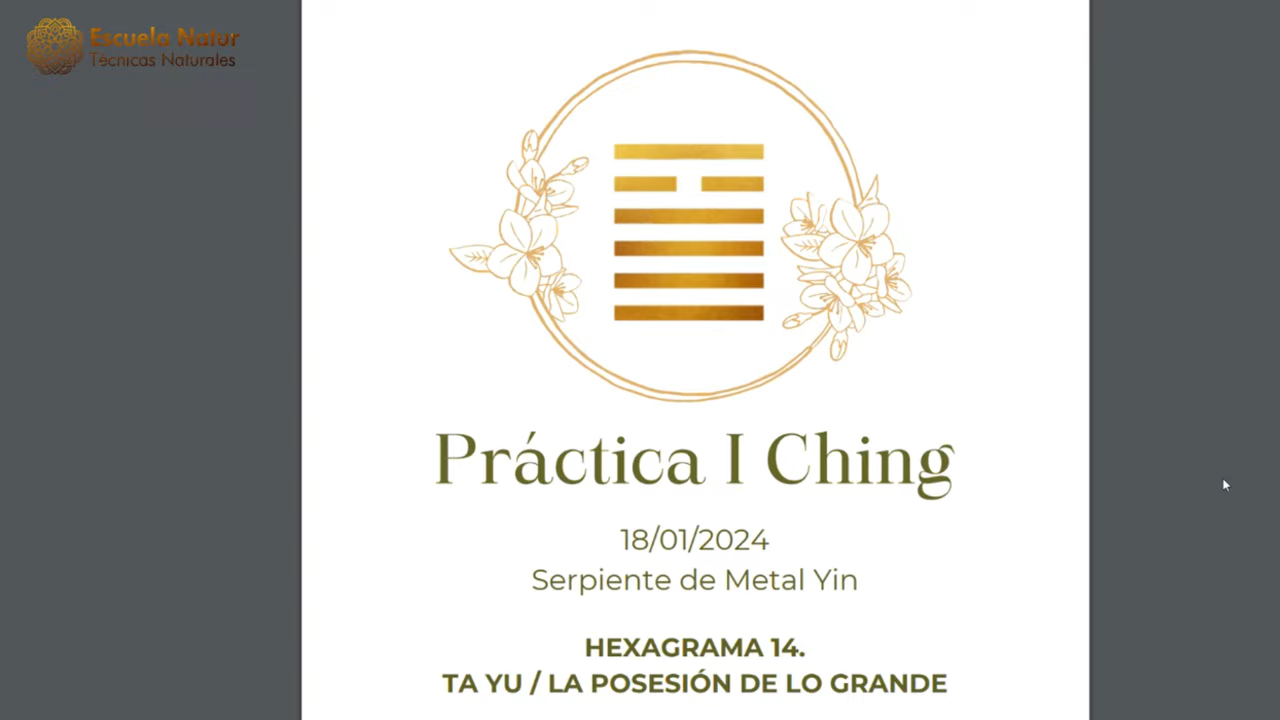 Escuela Natur
Técnicas Naturales
Práctica I Ching
18/01/2024
Serpiente de Metal Yin
HEXAGRAMA 14.
TA YU / LA POSESIÓN DE LO GRANDE